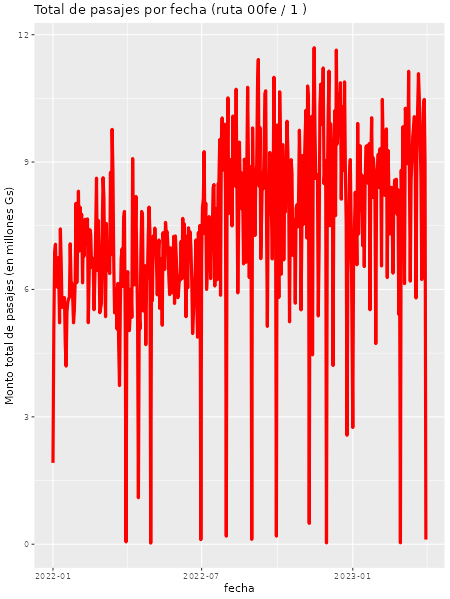 Total de pasajes por fecha (ruta 00fe / 1 )
Monto total de pasajes (en millones Gs)
12
9
6
3
0
2022-01
2022-07
2023-01
fecha